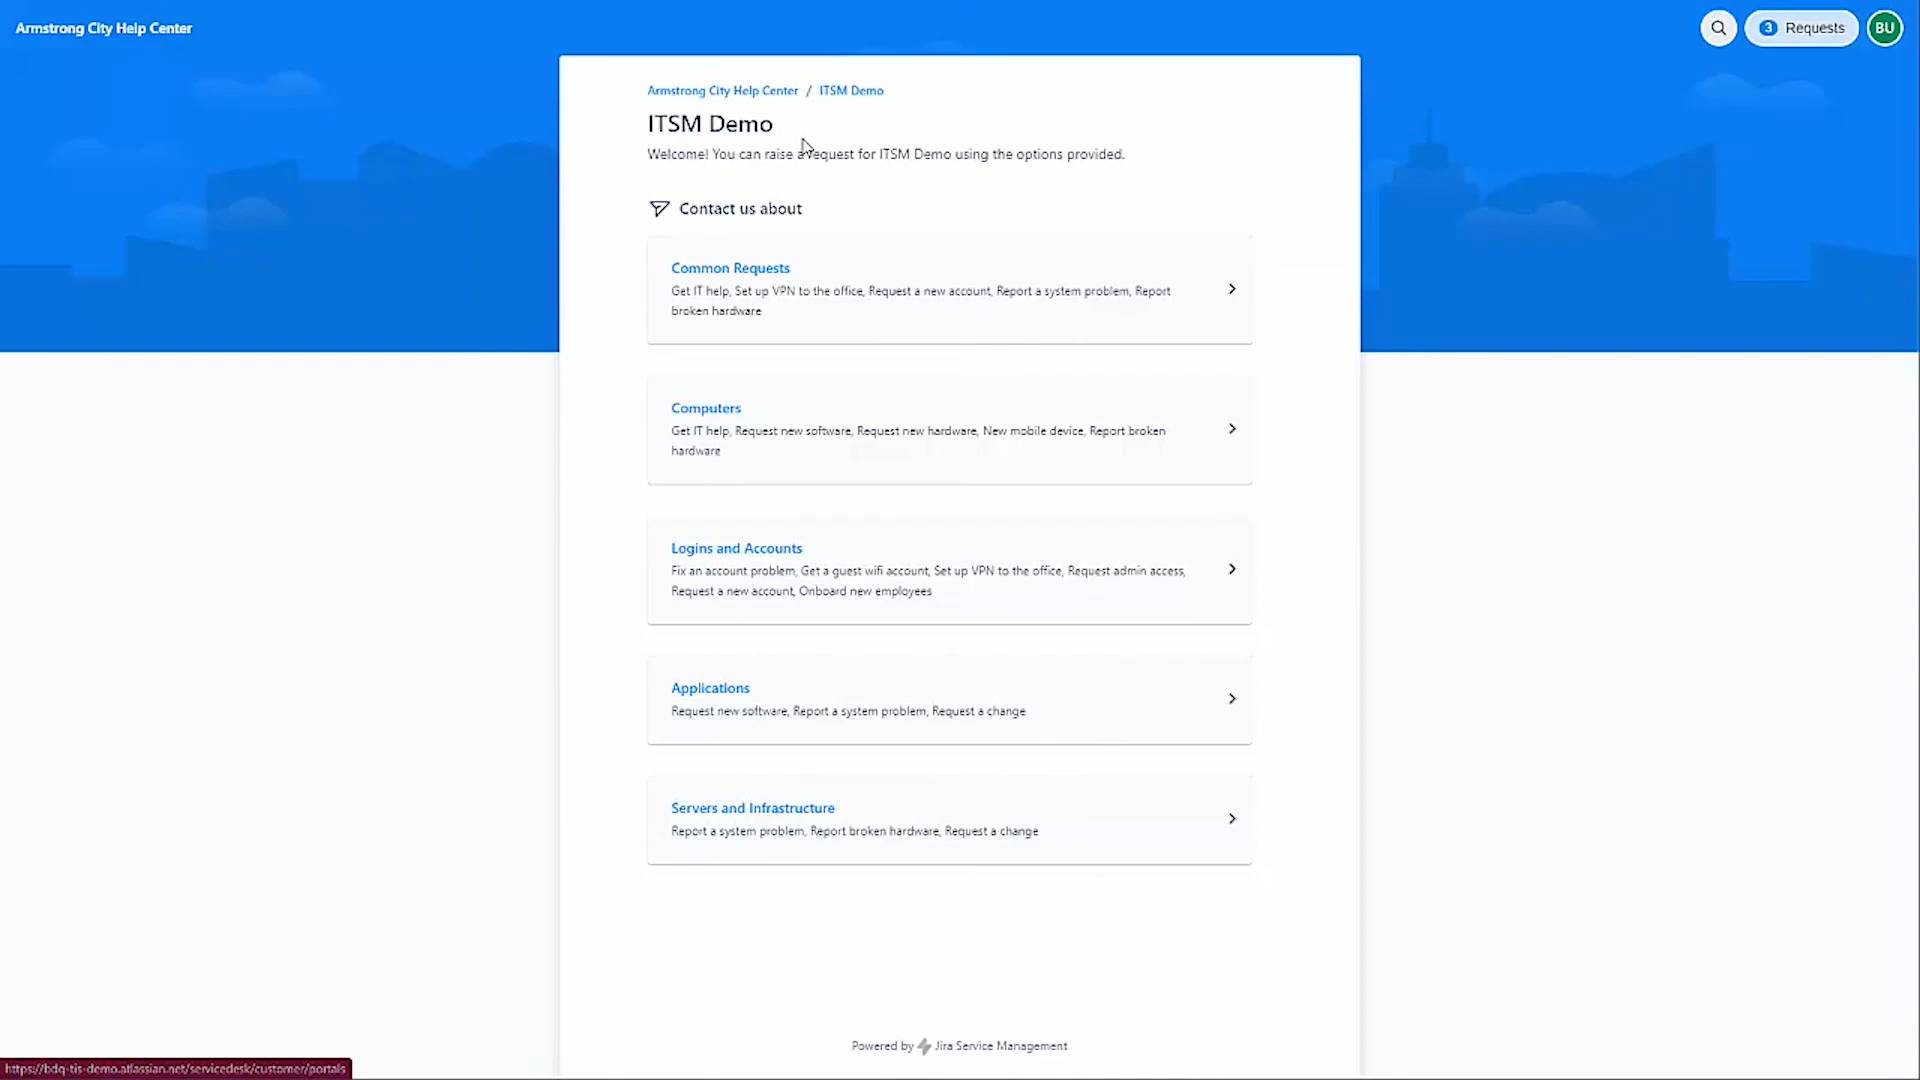 Armstrong City Help Center
3 Requests BU
Armstrong City Help Center / ITSM Demo
ITSM Demo
Welcome! You can raise a request for ITSM Demo using the options provided.
Contact us about
Common Requests
Get IT help, Set up VPN to the office, Request a new account, Report a system problem, Report
broken hardware
Computers
Get IT help, Request new software, Request new hardware, New mobile device, Report broken
hardware
Logins and Accounts
Fix an account problem, Get a guest wifi account, Set up VPN to the office, Request admin access,
Request a new account, Onboard new employees
Applications
Request new software, Report a system problem, Request a change
Servers and Infrastructure
Report a system problem, Report broken hardware, Request a change
Powered by Jira Service Management
https://bdq-tis-demo.atlassian.net/servicedesk/customer/portals